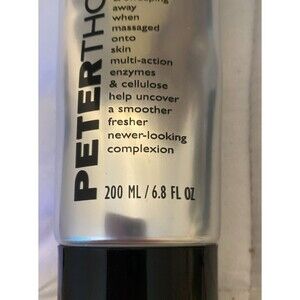 away
when
massaged
onto
skin
multi-action
enzymes
& cellulose
help uncover
a smoother
fresher
newer-looking
complexion
PETERTHO
200 ML / 6.8 FL OZ